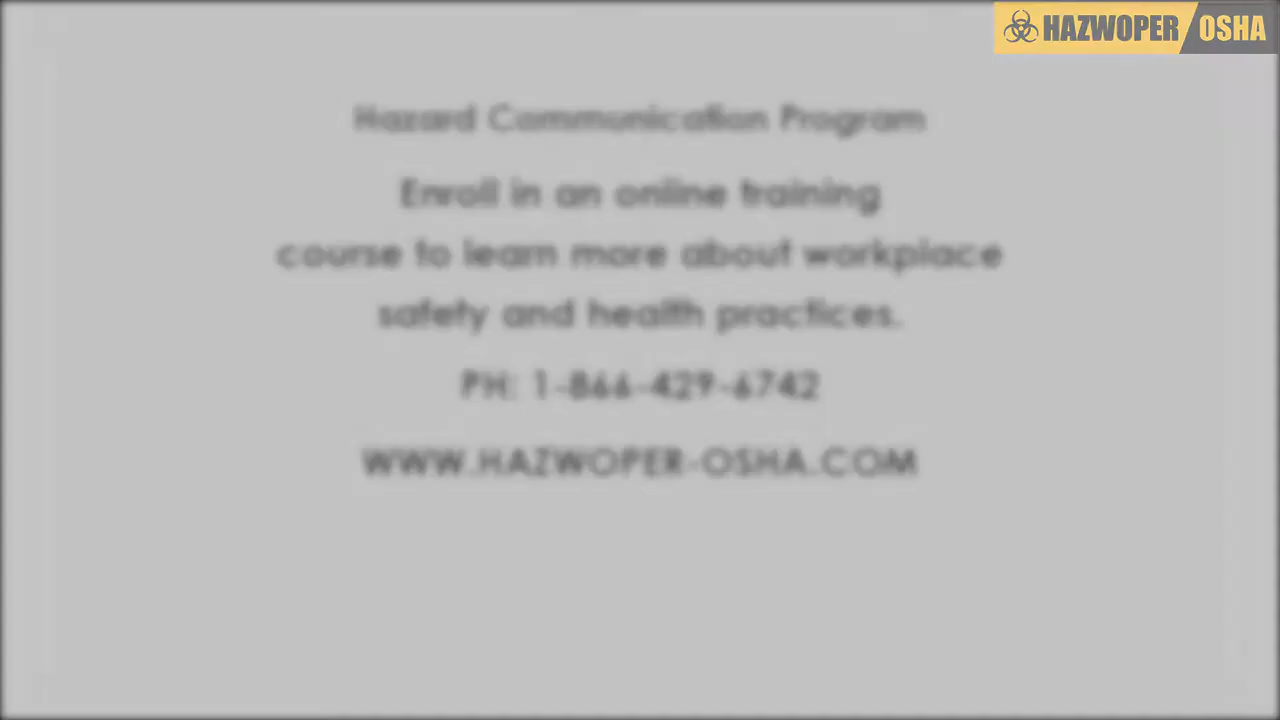 HAZWOPER OSHA
Hazard Communication Program
Enroll in an online training
course to learn more about workplace
safety and health practices.
PH: 1-866-429-6742
WWW.HAZWOPER-OSHA.COM